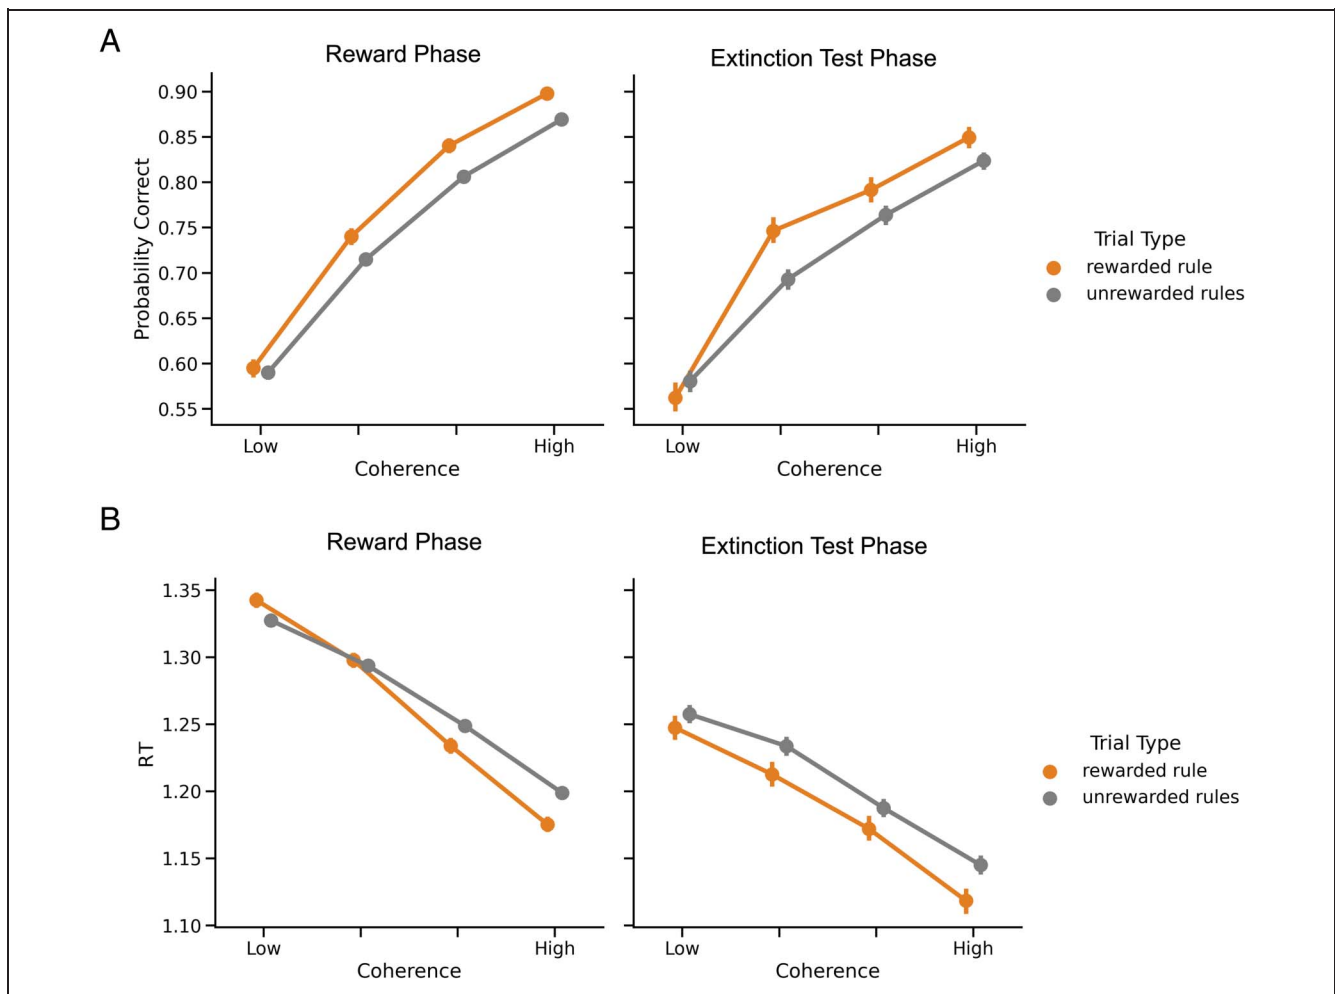 A
Reward Phase
Extinction Test Phase
Probability Correct
0.90
0.85
0.80
0.75
0.70
0.65
0.60
0.55
Low
High
Coherence
Low
High
Coherence
Trial Type
rewarded rule
unrewarded rules
B
Reward Phase
Extinction Test Phase
RT
1.35
1.30
1.25
1.20
1.15
1.10
Low
High
Coherence
Low
High
Coherence
Trial Type
rewarded rule
unrewarded rules